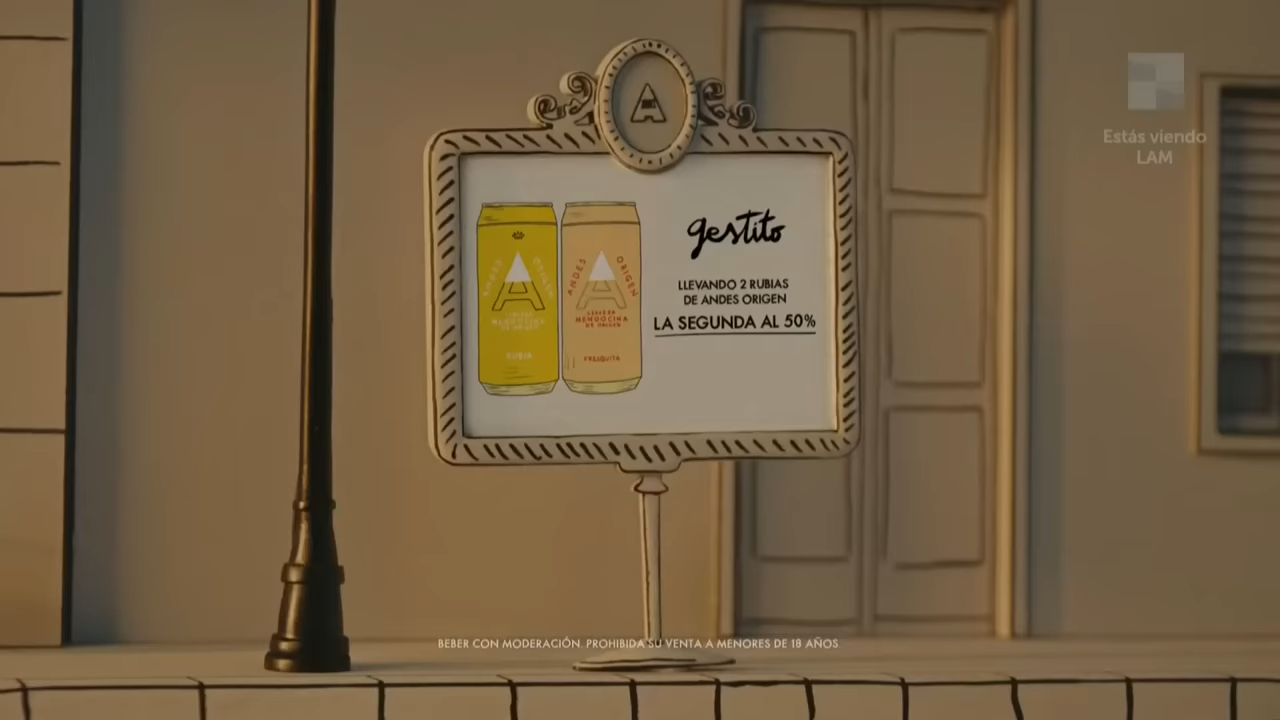 Estás viendo
LAM
gestito
LLEVANDO 2 RUBIAS
DE ANDES ORIGEN
LA SEGUNDA AL 50%
ANDES ORIGEN
RUBIA
ANDES ORIGEN
CERVEZA
MENDOCINA
DE ORIGEN
FRESQUITA
BEBER CON MODERACIÓN. PROHIBIDA SU VENTA A MENORES DE 18 AÑOS.